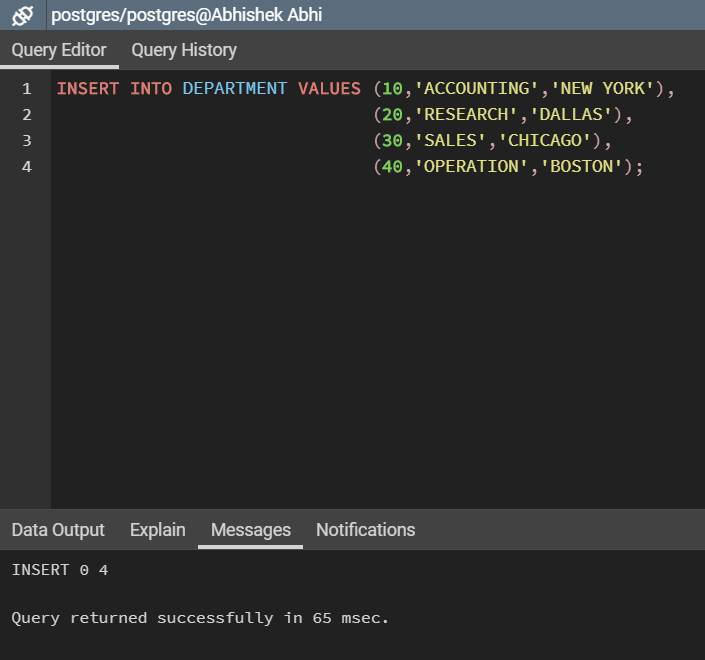 postgres/postgres@Abhishek Abhi
Query Editor Query History
1 INSERT INTO DEPARTMENT VALUES (10,'ACCOUNTING','NEW YORK'),
2 (20,'RESEARCH','DALLAS'),
3 (30,'SALES','CHICAGO'),
4 (40,'OPERATION','BOSTON');
Data Output Explain Messages Notifications
INSERT 0 4
Query returned successfully in 65 msec.